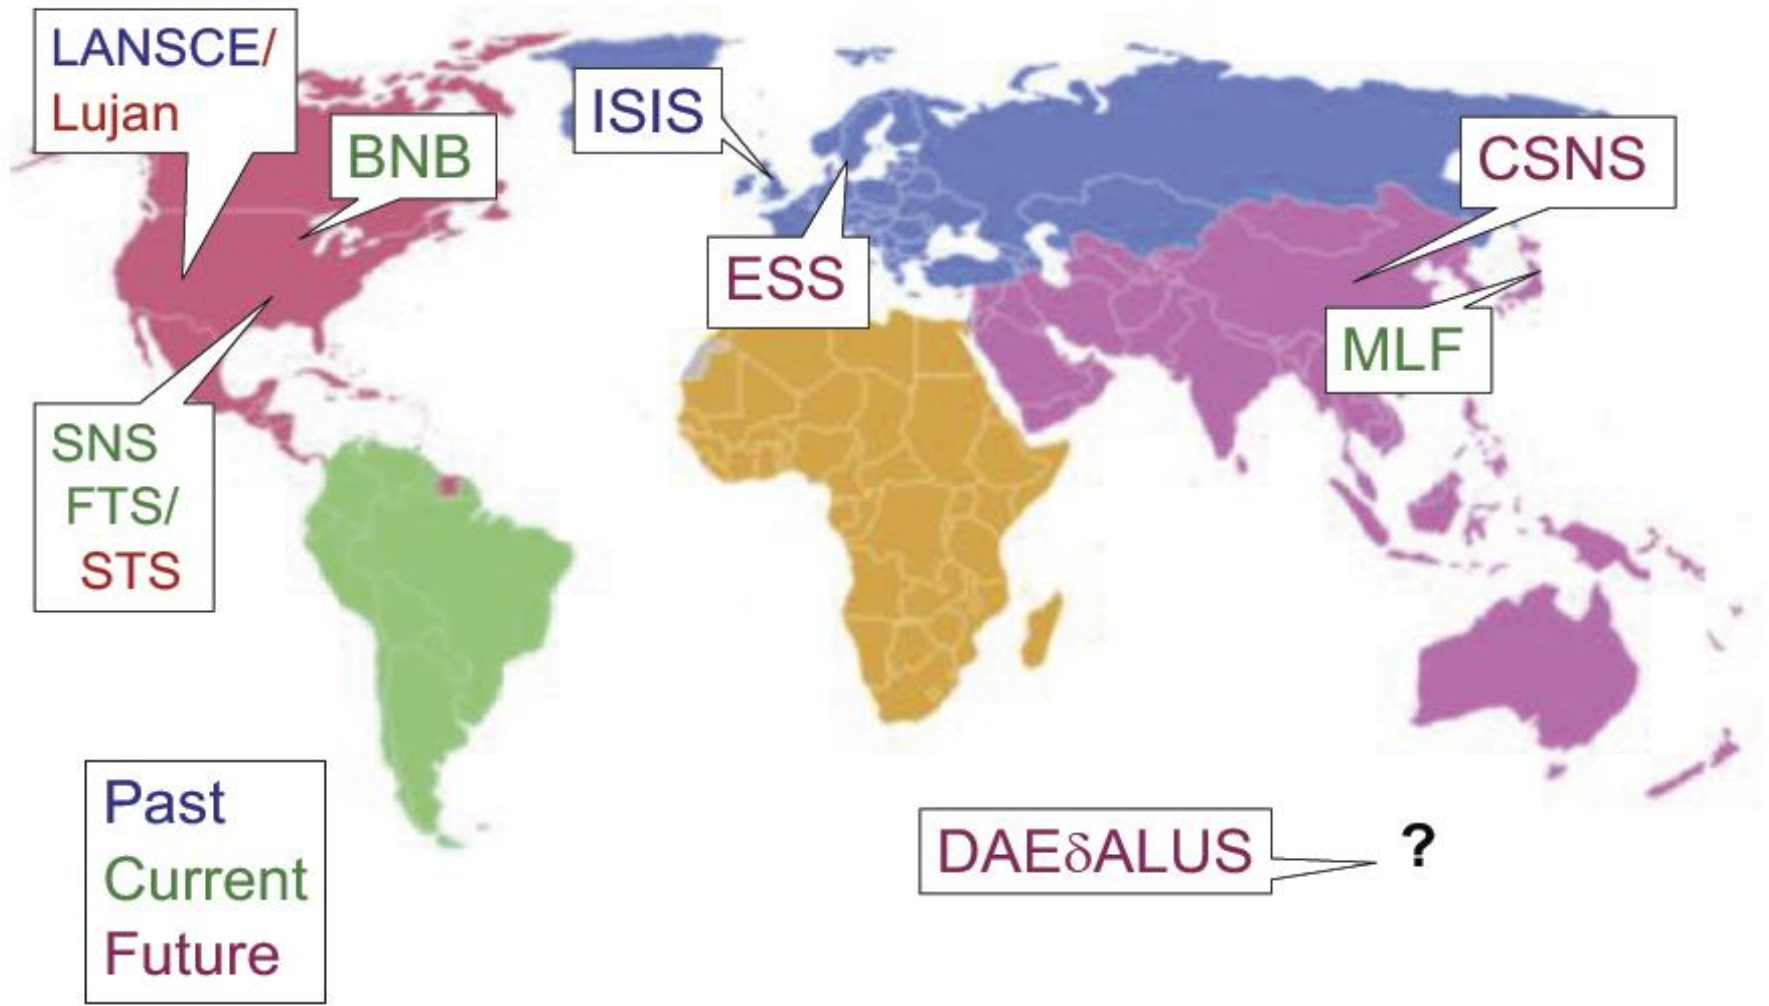 LANSCE/
Lujan
BNB
ISIS
ESS
CSNS
MLF
SNS
FTS/
STS
Past
Current
Future
DAEδALUS
?